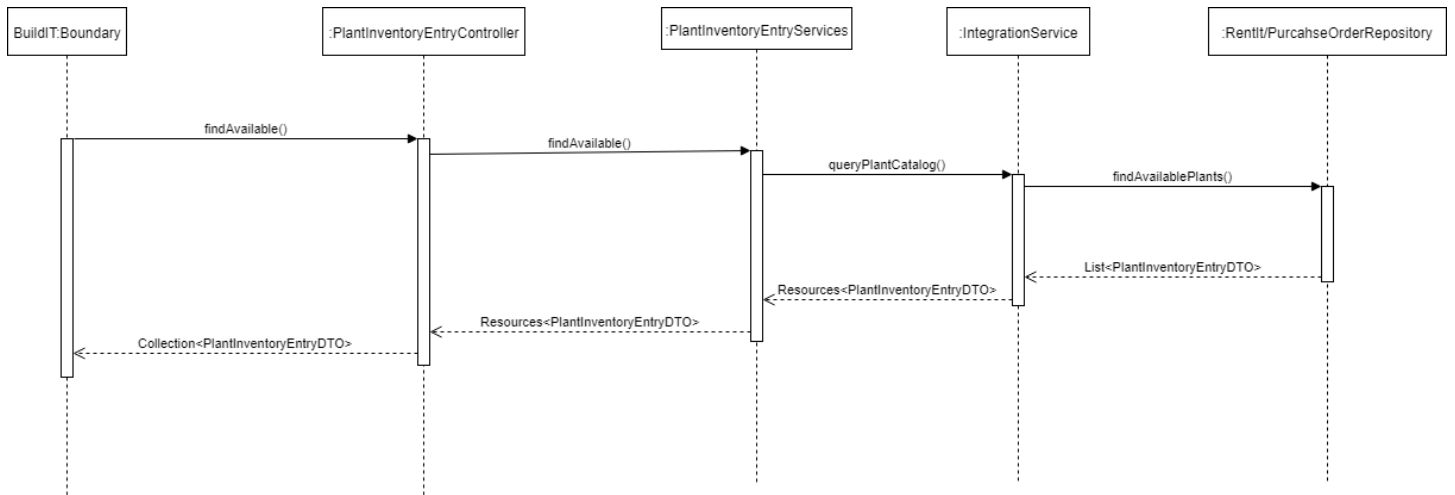 BuildIT:Boundary
:PlantInventoryEntryController
:PlantInventoryEntryServices
:IntegrationService
:RentIt/PurcahseOrderRepository
findAvailable()
findAvailable()
queryPlantCatalog()
findAvailablePlants()
List<PlantInventoryEntryDTO>
Resources<PlantInventoryEntryDTO>
Resources<PlantInventoryEntryDTO>
Collection<PlantInventoryEntryDTO>